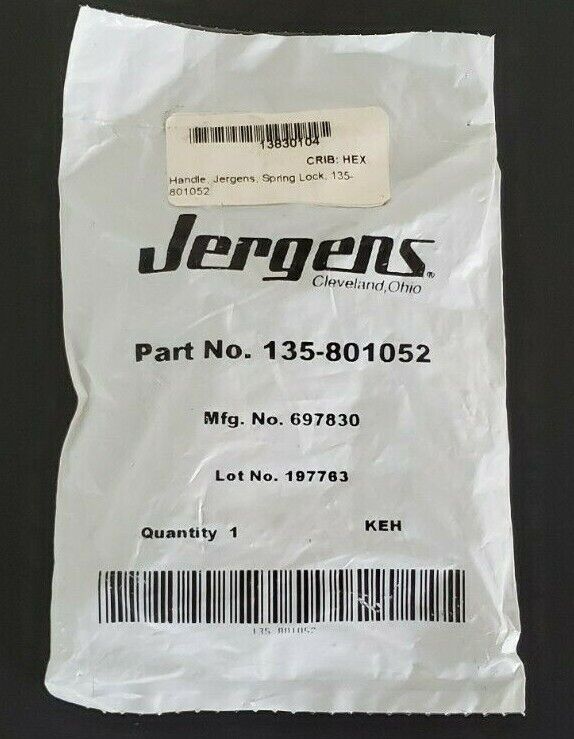 13830104
CRIB: HEX
Handle, Jergens, Spring Lock, 135-
801052
Jergens®
Cleveland, Ohio
Part No. 135-801052
Mfg. No. 697830
Lot No. 197763
Quantity 1 KEH
135-801052